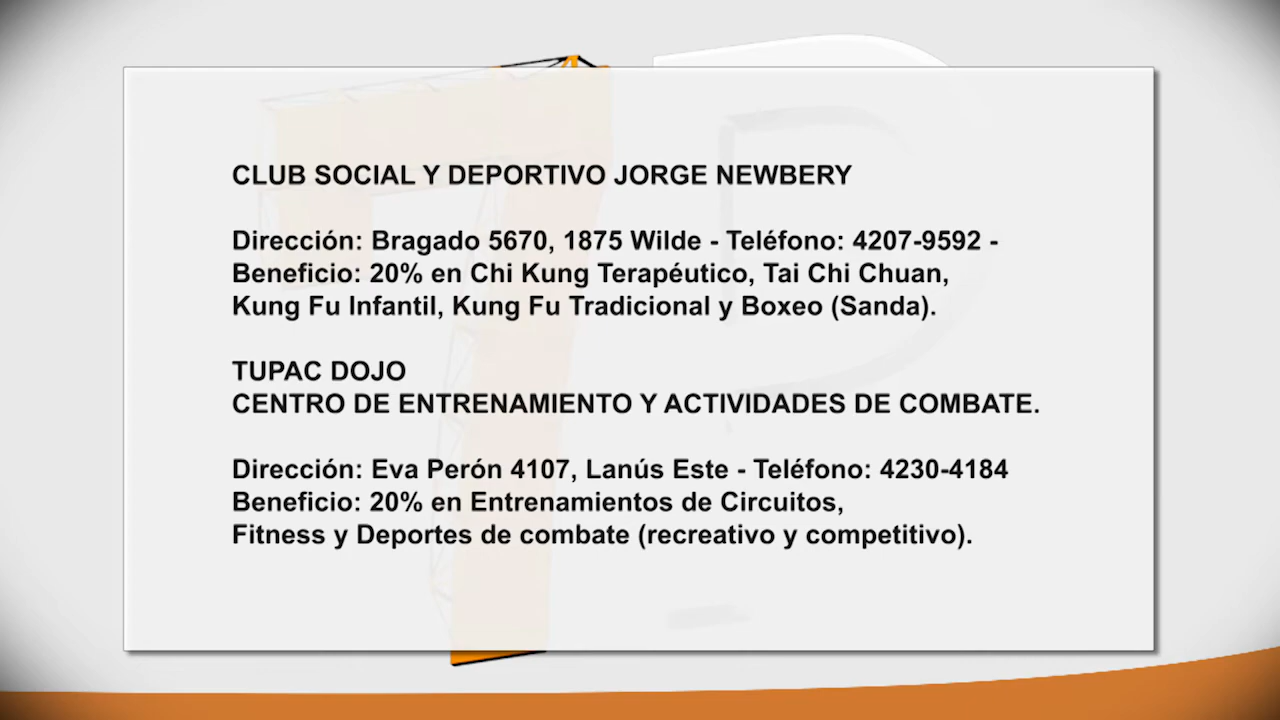 CLUB SOCIAL Y DEPORTIVO JORGE NEWBERY
Dirección: Bragado 5670, 1875 Wilde - Teléfono: 4207-9592 -
Beneficio: 20% en Chi Kung Terapéutico, Tai Chi Chuan,
Kung Fu Infantil, Kung Fu Tradicional y Boxeo (Sanda).
TUPAC DOJO
CENTRO DE ENTRENAMIENTO Y ACTIVIDADES DE COMBATE.
Dirección: Eva Perón 4107, Lanús Este - Teléfono: 4230-4184
Beneficio: 20% en Entrenamientos de Circuitos,
Fitness y Deportes de combate (recreativo y competitivo).